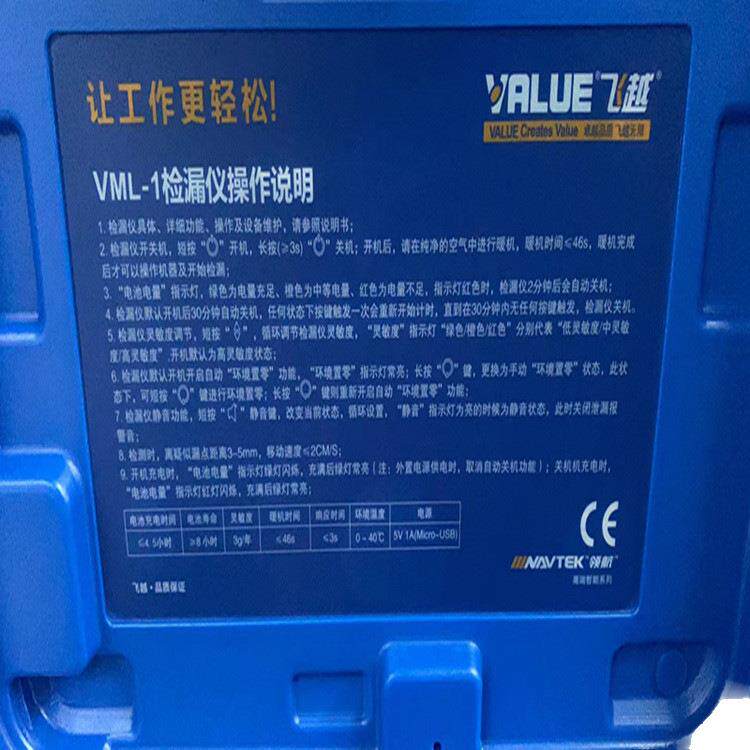 让工作更轻松!
VALUE®飞越®
VALUE Creates Value 卓越品质 飞越无限
VML-1检漏仪操作说明
1. 检漏仪具体、详细功能、操作及设备维护, 请参照说明书;
2. 检漏仪开关机, 短按“ ”开机, 长按(≥3s)“ ”关机; 开机后, 请在纯净的空气中进行暖机, 暖机时间≤46s, 暖机完成
后才可以操作机器及开始检漏;
3. “电池电量”指示灯, 绿色为电量充足、橙色为中等电量、红色为电量不足, 指示灯红色时, 检漏仪2分钟后会自动关机;
4. 检漏仪默认开机后30分钟自动关机, 任何状态下按键触发一次会重新开始计时, 直到在30分钟内无任何按键触发, 检漏仪关机。
5. 检漏仪灵敏度调节, 短按“ ”, 循环调节检漏仪灵敏度, “灵敏度”指示灯“绿色/橙色/红色”分别代表“低灵敏度/中灵敏
度/高灵敏度”.开机默认为高灵敏度状态;
6. 检漏仪默认开机开启自动“环境置零”功能, “环境置零”指示灯常亮; 长按“ ”键, 更换为手动“环境置零”状态, 此状
态下, 可短按“ ”键进行环境置零; 长按“ ”键则重新开启自动“环境置零”功能;
7. 检漏仪静音功能, 短按“ ”静音键, 改变当前状态, 循环设置, “静音”指示灯为亮的时候为静音状态, 此时关闭泄漏报
警音;
8. 检测时, 离疑似漏点距离3-5mm, 移动速度≤2CM/S;
9. 开机充电时, “电池电量”指示灯绿灯闪烁, 充满后绿灯常亮(注: 外置电源供电时, 取消自动关机功能); 关机机充电时,
“电池电量”指示灯红灯闪烁, 充满后绿灯常亮;
电池充电时间 电池寿命 灵敏度 暖机时间 响应时间 环境温度 电源
≤4.5小时 ≥8小时 3g/年 ≤46s ≤3s 0~40℃ 5V 1A(Micro-USB)
CE
NAVTEK 领航
高端智能系列
飞越·品质保证